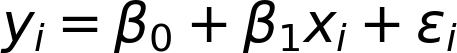 yᵢ = β₀ + β₁xᵢ + εᵢ